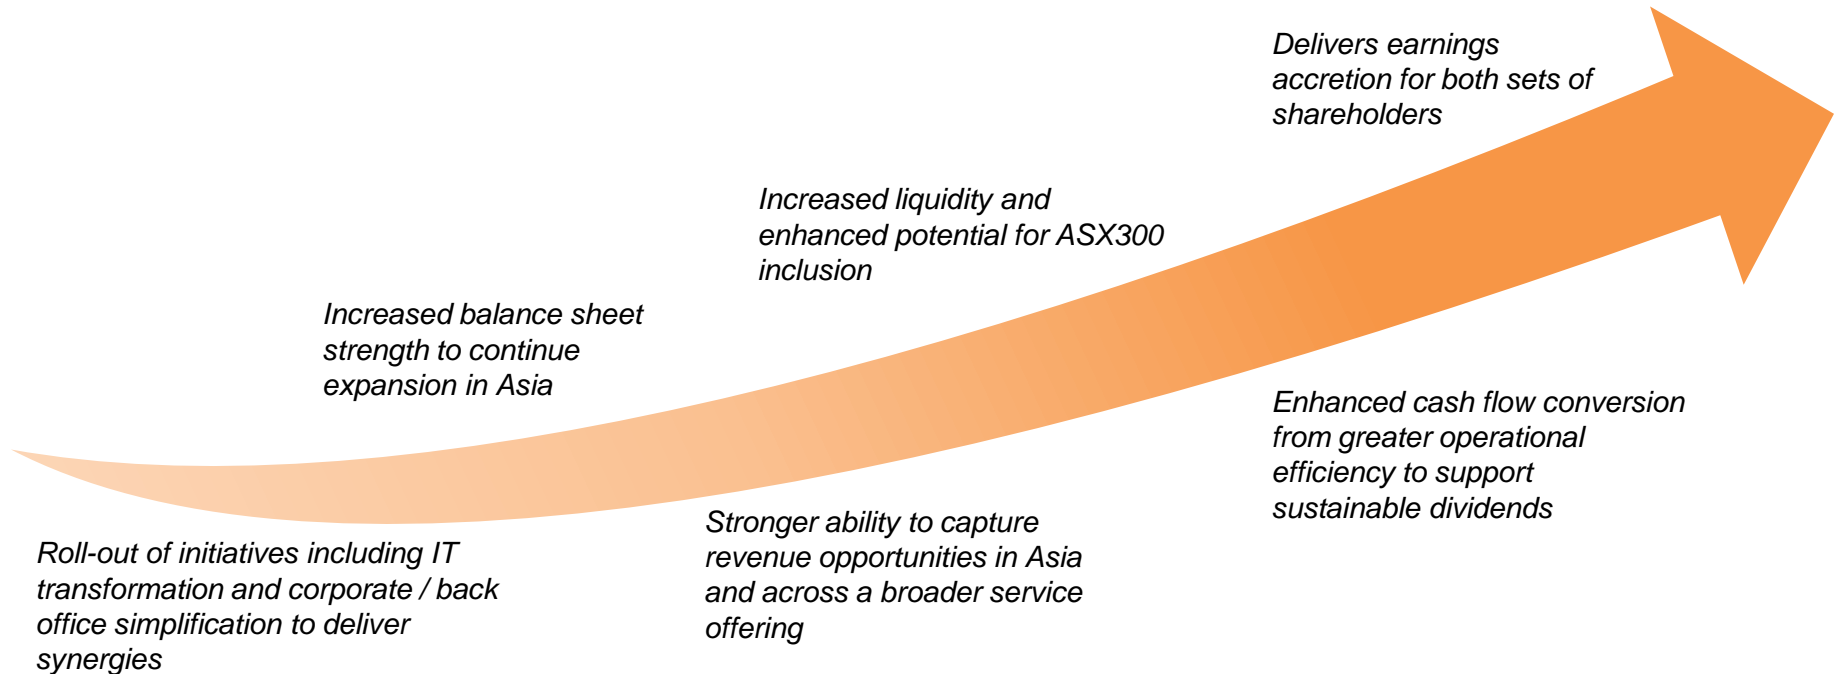 Delivers earnings
accretion for both sets of
shareholders
Increased liquidity and
enhanced potential for ASX300
inclusion
Increased balance sheet
strength to continue
expansion in Asia
Enhanced cash flow conversion
from greater operational
efficiency to support
sustainable dividends
Stronger ability to capture
revenue opportunities in Asia
and across a broader service
offering
Roll-out of initiatives including IT
transformation and corporate / back
office simplification to deliver
synergies